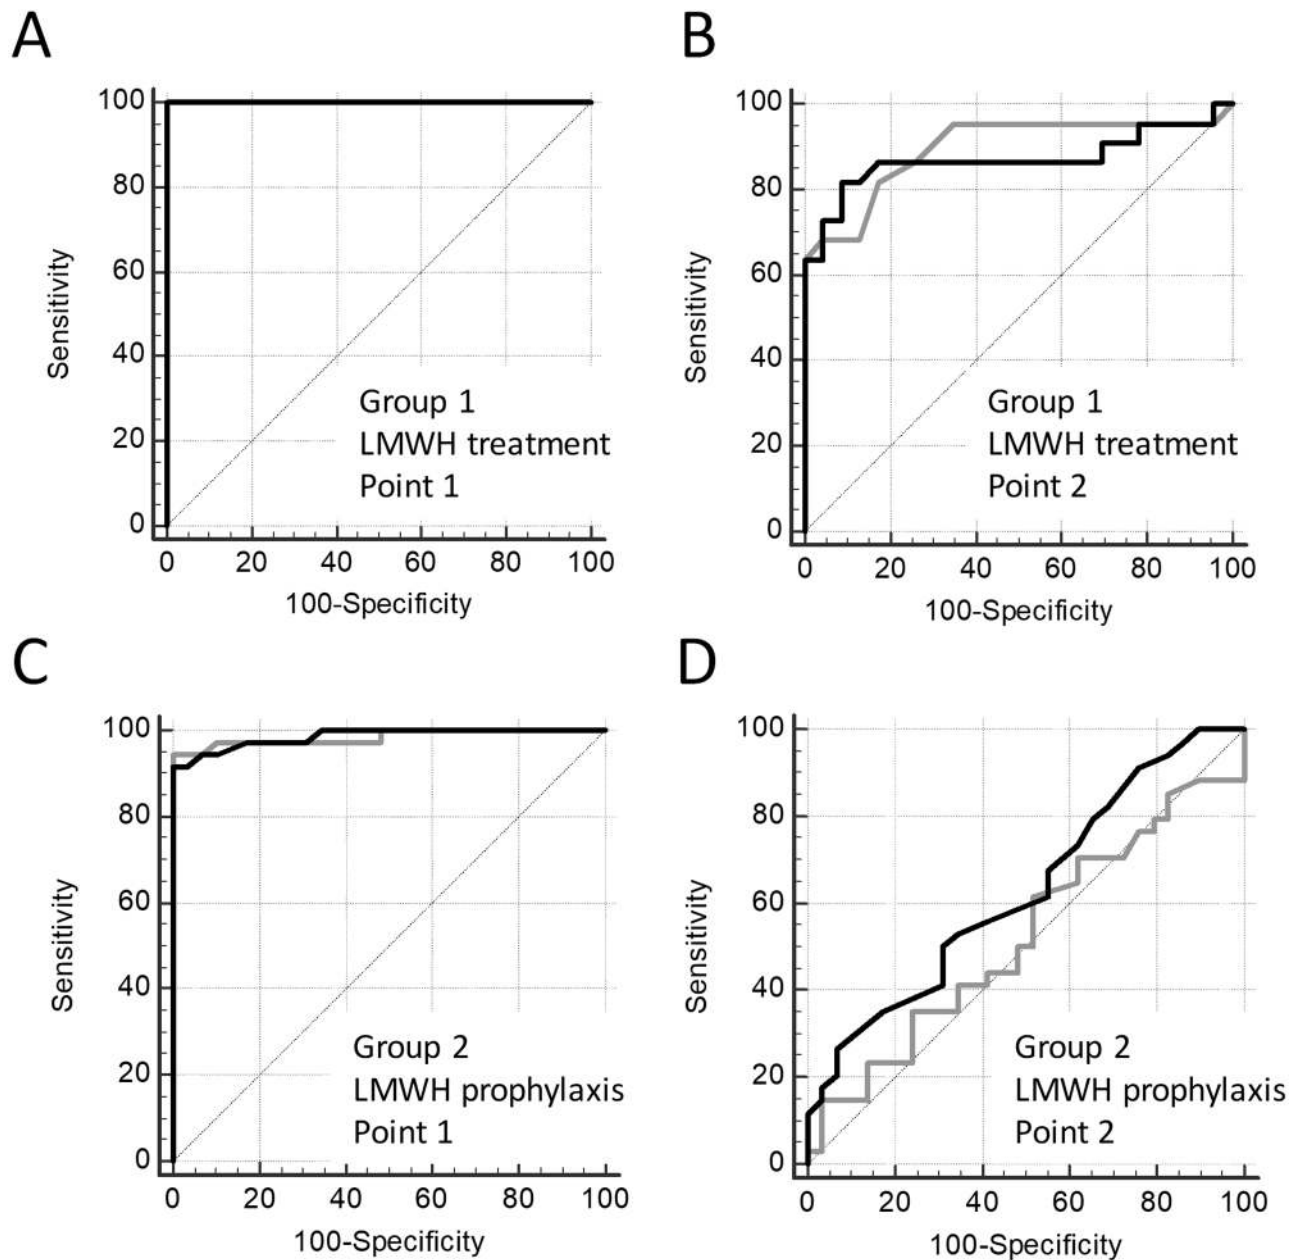 A
100
80
60
40
20
0
Sensitivity
Group 1
LMWH treatment
Point 1
0 20 40 60 80 100
100-Specificity
B
100
80
60
40
20
0
Sensitivity
Group 1
LMWH treatment
Point 2
0 20 40 60 80 100
100-Specificity
C
100
80
60
40
20
0
Sensitivity
Group 2
LMWH prophylaxis
Point 1
0 20 40 60 80 100
100-Specificity
D
100
80
60
40
20
0
Sensitivity
Group 2
LMWH prophylaxis
Point 2
0 20 40 60 80 100
100-Specificity